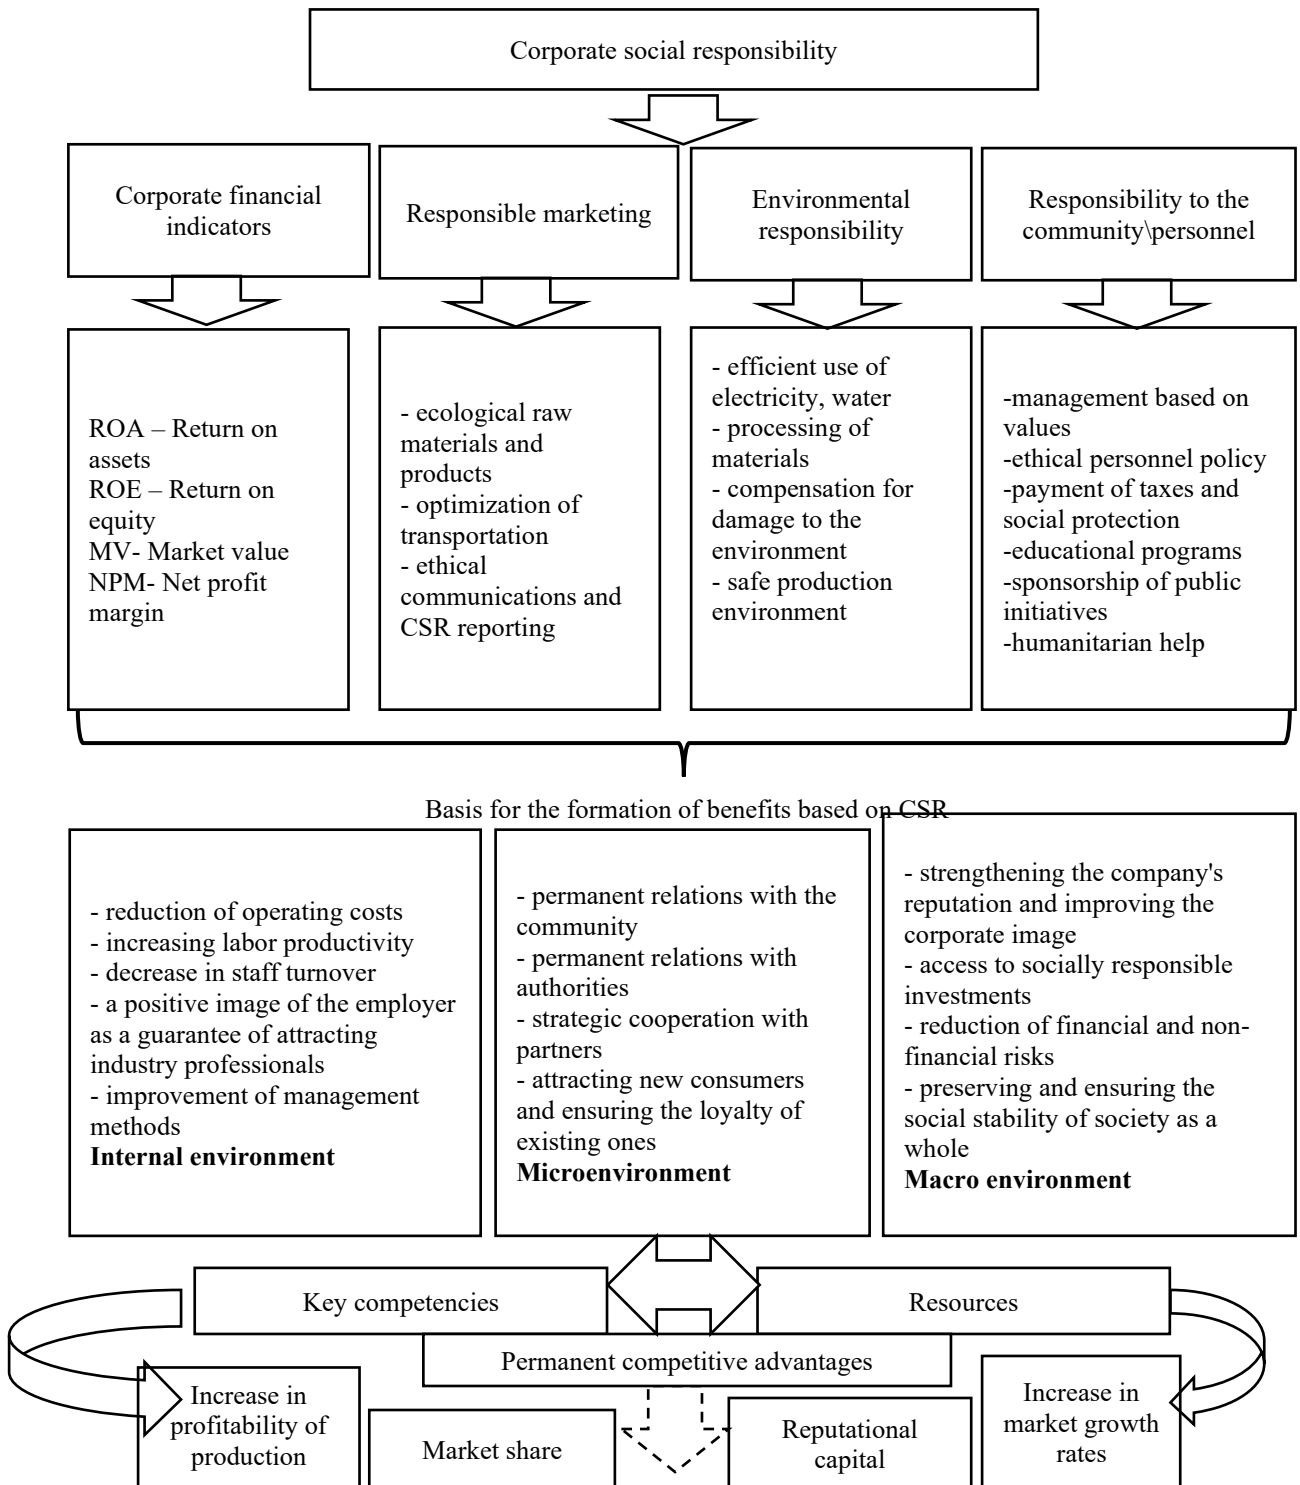 Corporate social responsibility
Corporate financial
indicators
Responsible marketing
Environmental
responsibility
Responsibility to the
community\personnel
ROA – Return on
assets
ROE – Return on
equity
MV- Market value
NPM- Net profit
margin
- ecological raw
materials and
products
- optimization of
transportation
- ethical
communications and
CSR reporting
- efficient use of
electricity, water
- processing of
materials
- compensation for
damage to the
environment
- safe production
environment
-management based on
values
-ethical personnel policy
-payment of taxes and
social protection
-educational programs
-sponsorship of public
initiatives
-humanitarian help
Basis for the formation of benefits based on CSR
- reduction of operating costs
- increasing labor productivity
- decrease in staff turnover
- a positive image of the employer
as a guarantee of attracting
industry professionals
- improvement of management
methods
Internal environment
- permanent relations with the
community
- permanent relations with
authorities
- strategic cooperation with
partners
- attracting new consumers
and ensuring the loyalty of
existing ones
Microenvironment
- strengthening the company's
reputation and improving the
corporate image
- access to socially responsible
investments
- reduction of financial and non-
financial risks
- preserving and ensuring the
social stability of society as a
whole
Macro environment
Key competencies
Resources
Permanent competitive advantages
Increase in
profitability of
production
Market share
Reputational
capital
Increase in
market growth
rates